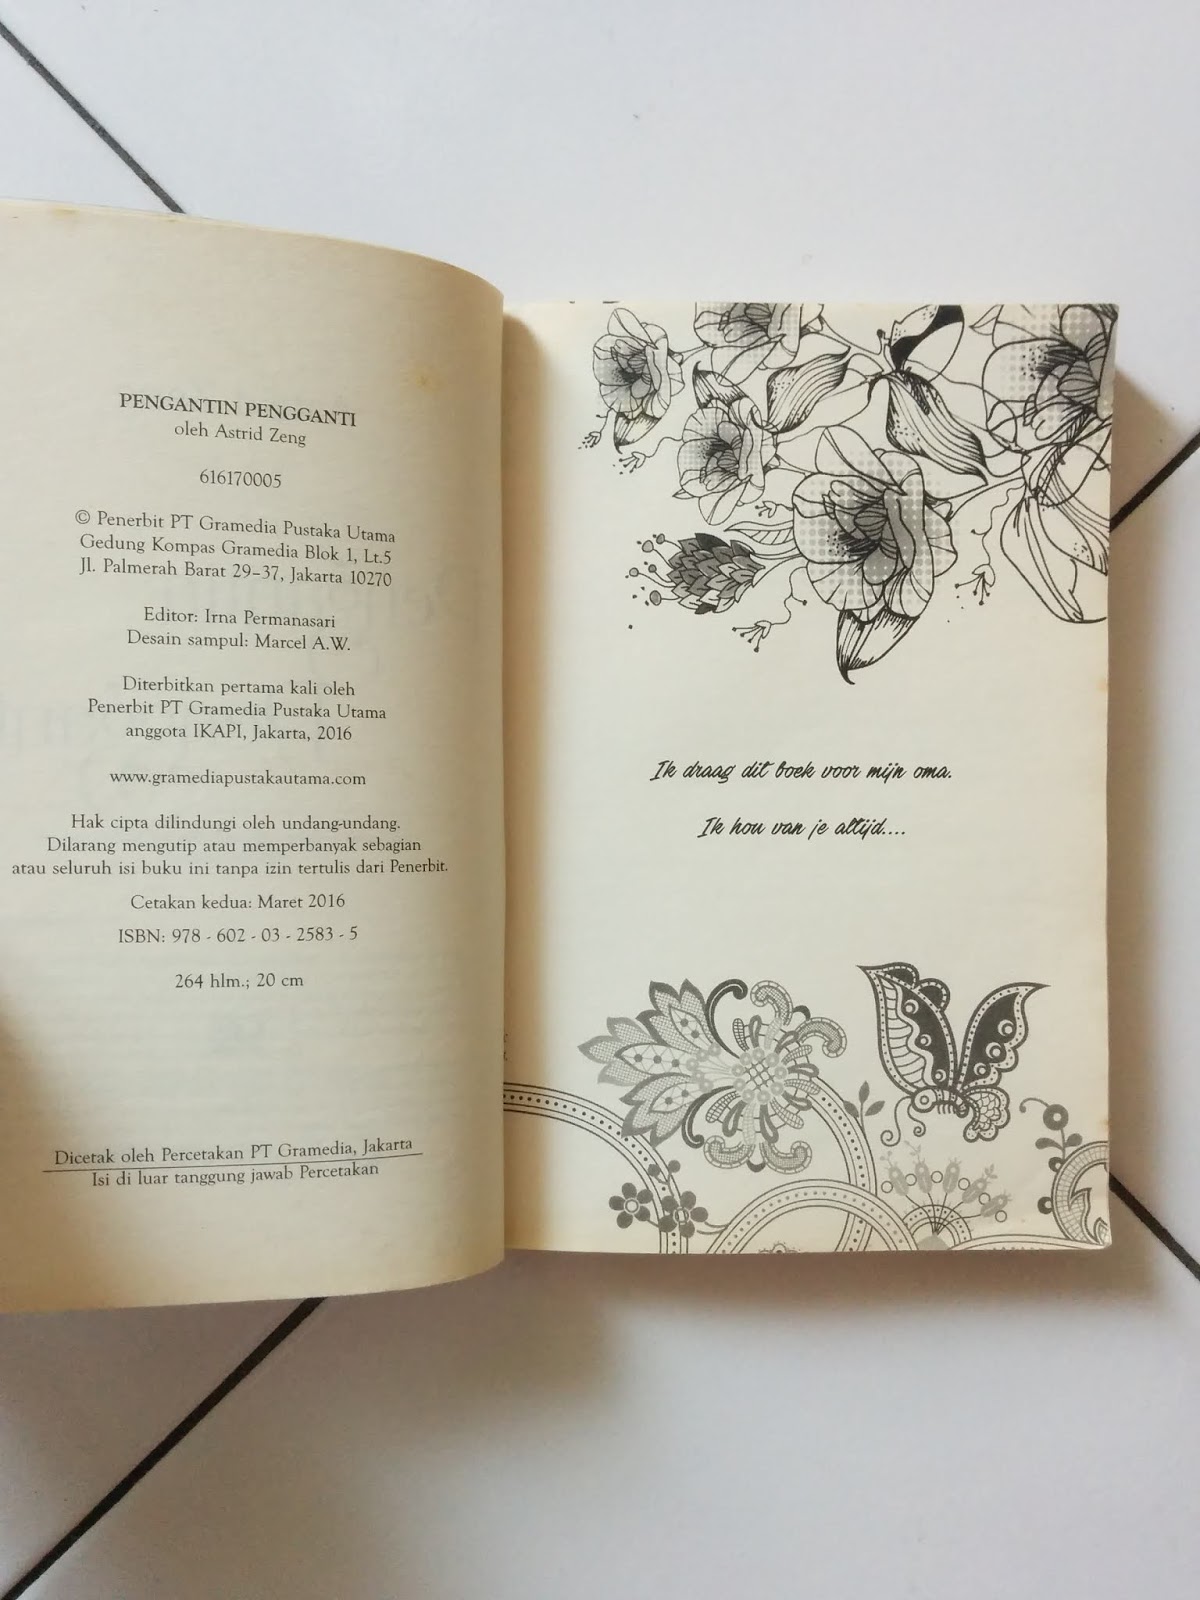 PENGANTIN PENGGANTI
oleh Astrid Zeng
616170005
© Penerbit PT Gramedia Pustaka Utama
Gedung Kompas Gramedia Blok 1, Lt.5
Jl. Palmerah Barat 29–37, Jakarta 10270
Editor: Irna Permanasari
Desain sampul: Marcel A.W.
Diterbitkan pertama kali oleh
Penerbit PT Gramedia Pustaka Utama
anggota IKAPI, Jakarta, 2016
www.gramediapustakautama.com
Hak cipta dilindungi oleh undang-undang.
Dilarang mengutip atau memperbanyak sebagian
atau seluruh isi buku ini tanpa izin tertulis dari Penerbit.
Cetakan kedua: Maret 2016
ISBN: 978 - 602 - 03 - 2583 - 5
264 hlm.; 20 cm
Dicetak oleh Percetakan PT Gramedia, Jakarta
Isi di luar tanggung jawab Percetakan
Ik draag dit boek voor mijn oma.
Ik hou van je altijd....